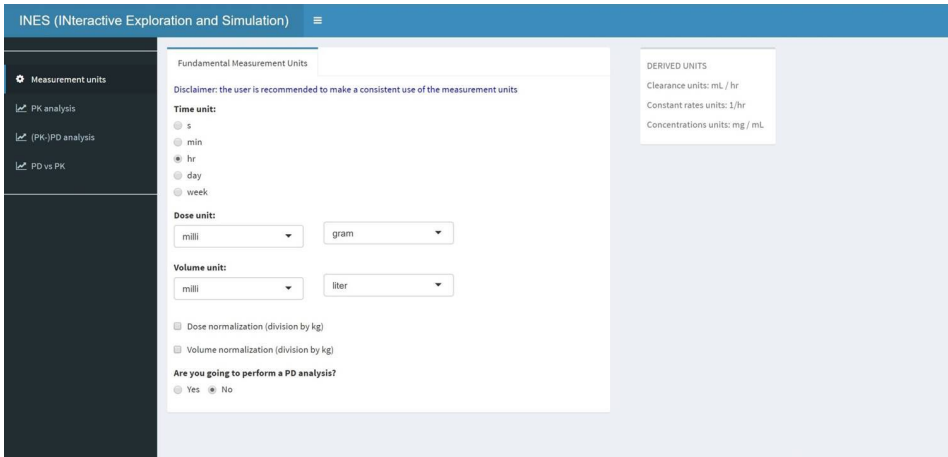 INES (INteractive Exploration and Simulation)
Measurement units
PK analysis
(PK-)PD analysis
PD vs PK
Fundamental Measurement Units
Disclaimer: the user is recommended to make a consistent use of the measurement units
Time unit:
s
min
hr
day
week
Dose unit:
milli gram
Volume unit:
milli liter
Dose normalization (division by kg)
Volume normalization (division by kg)
Are you going to perform a PD analysis?
Yes No
DERIVED UNITS
Clearance units: mL / hr
Constant rates units: 1/hr
Concentrations units: mg / mL